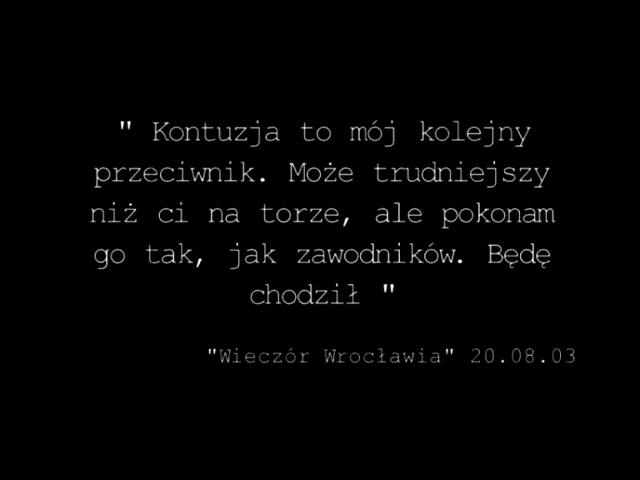 " Kontuzja to mój kolejny
przeciwnik. Może trudniejszy
niż ci na torze, ale pokonam
go tak, jak zawodników. Będę
chodził "
"Wieczór Wrocławia" 20.08.03